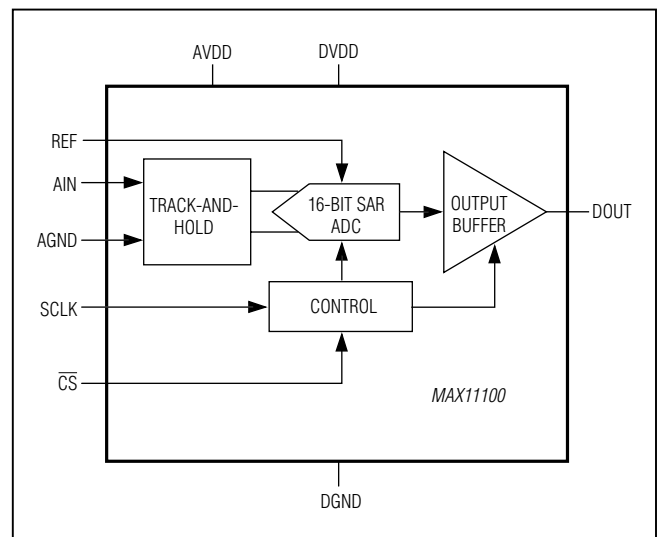 AVDD
DVDD
REF
AIN
AGND
TRACK-AND-
HOLD
16-BIT SAR
ADC
OUTPUT
BUFFER
DOUT
SCLK
CONTROL
C̅S̅
MAX11100
DGND